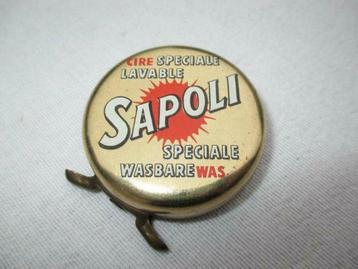 CIRE SPECIALE
LAVABLE
SAPOLI
SPECIALE
WASBARE WAS.